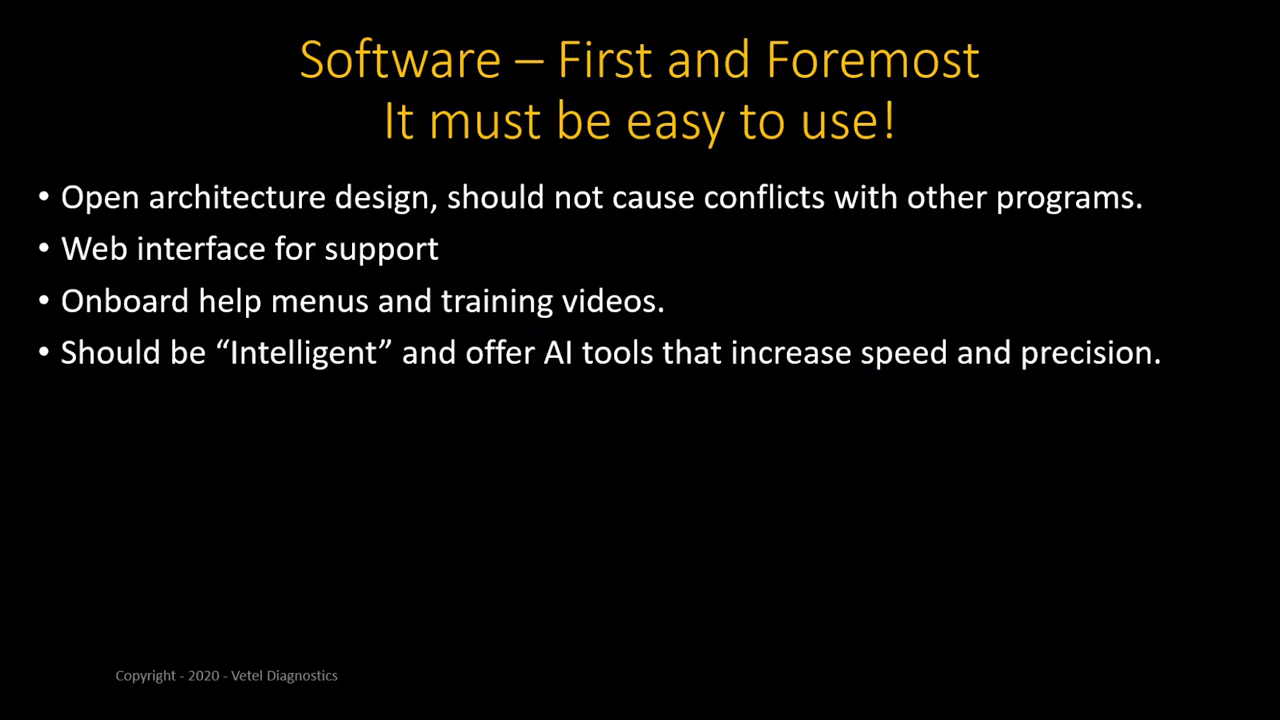 Software – First and Foremost
It must be easy to use!
• Open architecture design, should not cause conflicts with other programs.
• Web interface for support
• Onboard help menus and training videos.
• Should be “Intelligent” and offer AI tools that increase speed and precision.
Copyright - 2020 - Vetel Diagnostics